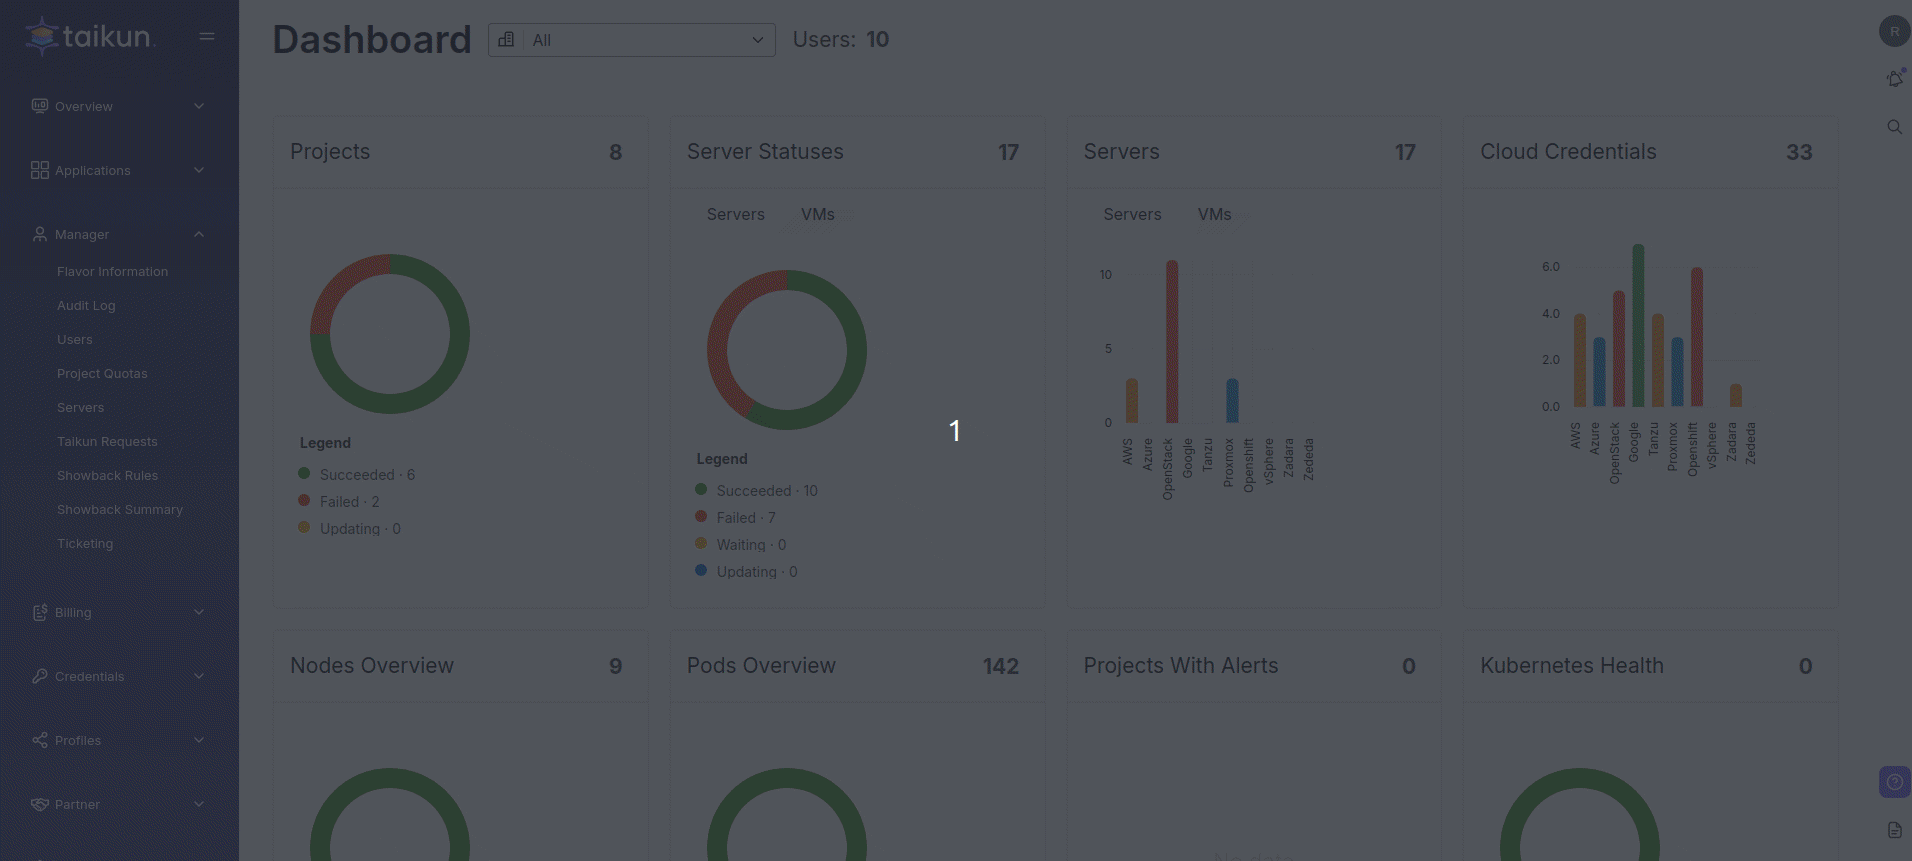 taikun.
Overview
Applications
Manager
Flavor Information
Audit Log
Users
Project Quotas
Servers
Taikun Requests
Showback Rules
Showback Summary
Ticketing
Billing
Credentials
Profiles
Partner
Dashboard
All
Users: 10
R
Projects 8
Legend
Succeeded · 6
Failed · 2
Updating · 0
Server Statuses 17
Servers VMs
Legend
Succeeded · 10
Failed · 7
Waiting · 0
Updating · 0
1
Servers 17
Servers VMs
10
5
0
AWS
Azure
OpenStack
Google
Tanzu
Proxmox
Openshift
vSphere
Zadara
Zededa
Cloud Credentials 33
6.0
4.0
2.0
0.0
AWS
Azure
OpenStack
Google
Tanzu
Proxmox
Openshift
vSphere
Zadara
Zededa
Nodes Overview 9
Pods Overview 142
Projects With Alerts 0
Kubernetes Health 0